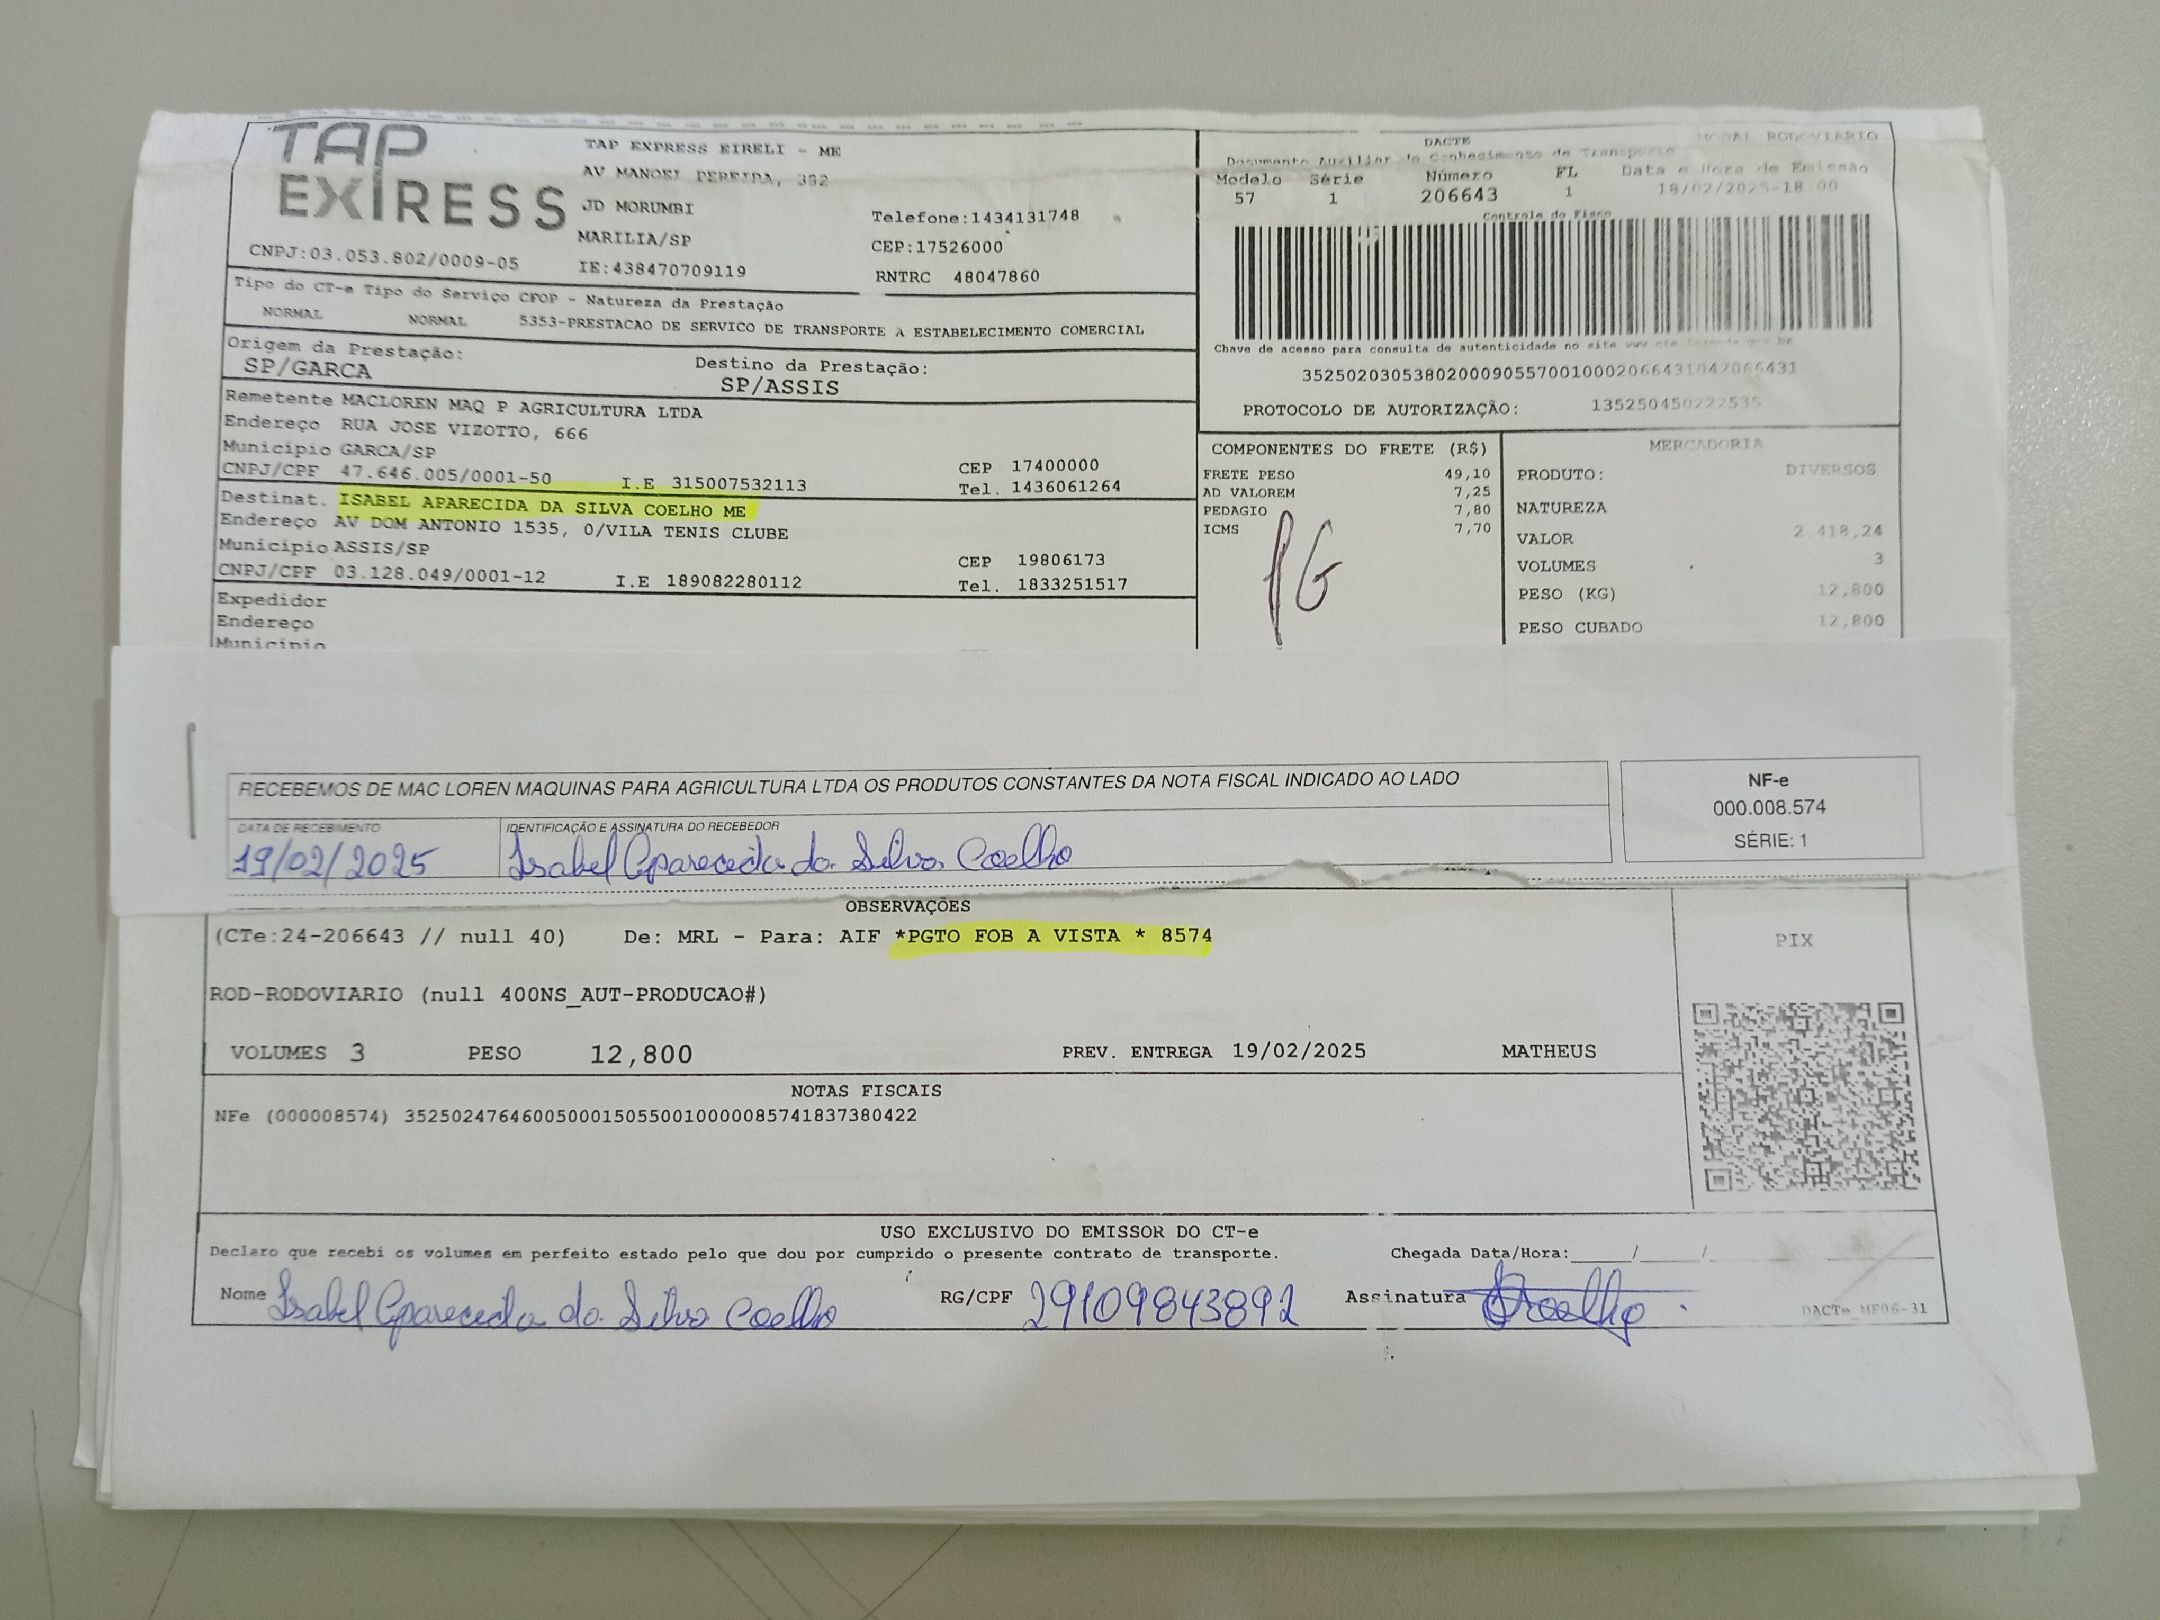 TAP
EXIRESS
TAP EXPRESS EIRELI - ME
AV MANOEL PEREIRA, 392
JD MORUMBI
MARILIA/SP
CNPJ:03.053.802/0009-05
IE:438470709119
Telefone:1434131748
CEP:17526000
RNTRC 48047860
DACTE
MODAL RODOVIARIO
Documento Auxiliar de Conhecimento de Transporte
Modelo Série Número FL Data e Hora de Emissão
57 1 206643 1 18/02/2025-18:00
Controle do Fisco
Chave de acesso para consulta de autenticidade no site www.cte.fazenda.gov.br
35250203053802000905570010002066431042066431
PROTOCOLO DE AUTORIZAÇÃO: 135250450222535
Tipo do CT-e Tipo do Serviço CFOP - Natureza da Prestação
NORMAL NORMAL 5353-PRESTACAO DE SERVICO DE TRANSPORTE A ESTABELECIMENTO COMERCIAL
Origem da Prestação: Destino da Prestação:
SP/GARCA SP/ASSIS
Remetente MACLOREN MAQ P AGRICULTURA LTDA
Endereço RUA JOSE VIZOTTO, 666
Municipio GARCA/SP CEP 17400000
CNPJ/CPF 47.646.005/0001-50 I.E 315007532113 Tel. 1436061264
Destinat. ISABEL APARECIDA DA SILVA COELHO ME
Endereço AV DOM ANTONIO 1535, 0/VILA TENIS CLUBE
Municipio ASSIS/SP CEP 19806173
CNPJ/CPF 03.128.049/0001-12 I.E 189082280112 Tel. 1833251517
Expedidor
Endereço
Municipio
COMPONENTES DO FRETE (R$)
FRETE PESO 49,10
AD VALOREM 7,25
PEDAGIO 7,80
ICMS 7,70
PG
MERCADORIA
PRODUTO: DIVERSOS
NATUREZA
VALOR 2.418,24
VOLUMES 3
PESO (KG) 12,800
PESO CUBADO 12,800
RECEBEMOS DE MAC LOREN MAQUINAS PARA AGRICULTURA LTDA OS PRODUTOS CONSTANTES DA NOTA FISCAL INDICADO AO LADO
DATA DE RECEBIMENTO IDENTIFICAÇÃO E ASSINATURA DO RECEBEDOR
19/02/2025 Isabel Aparecida da Silva Coelho
NF-e
000.008.574
SÉRIE: 1
OBSERVAÇÕES
(CTe:24-206643 // null 40) De: MRL - Para: AIF *PGTO FOB A VISTA * 8574
ROD-RODOVIARIO (null 400NS_AUT-PRODUCAO#)
VOLUMES 3 PESO 12,800 PREV. ENTREGA 19/02/2025 MATHEUS
PIX
NOTAS FISCAIS
NFe (000008574) 35250247646005000150550010000085741837380422
USO EXCLUSIVO DO EMISSOR DO CT-e
Declaro que recebi os volumes em perfeito estado pelo que dou por cumprido o presente contrato de transporte. Chegada Data/Hora:____/____/
Nome Isabel Aparecida da Silva Coelho RG/CPF 29109843892 Assinatura Coelho
DACTe_MF06-31